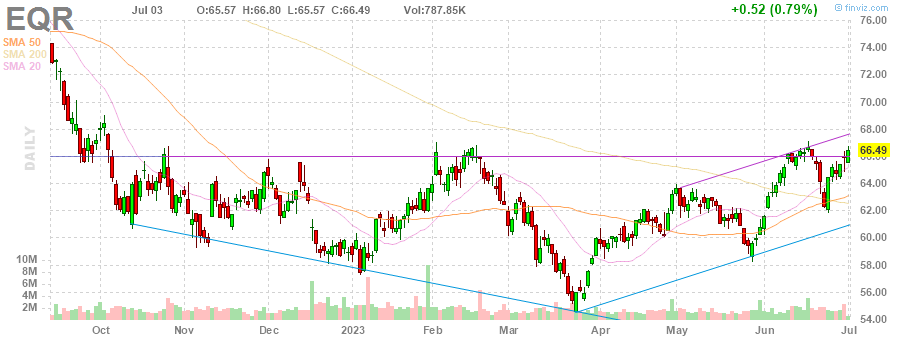 EQR Jul 03 O:65.57 H:66.80 L:65.57 C:66.49 Vol:787.85K +0.52 (0.79%) © finviz.com
SMA 50
SMA 200
SMA 20
DAILY
76.00
74.00
72.00
70.00
68.00
66.49
66.00
64.00
62.00
60.00
58.00
56.00
54.00
10M
8M
6M
4M
2M
Oct Nov Dec 2023 Feb Mar Apr May Jun Jul